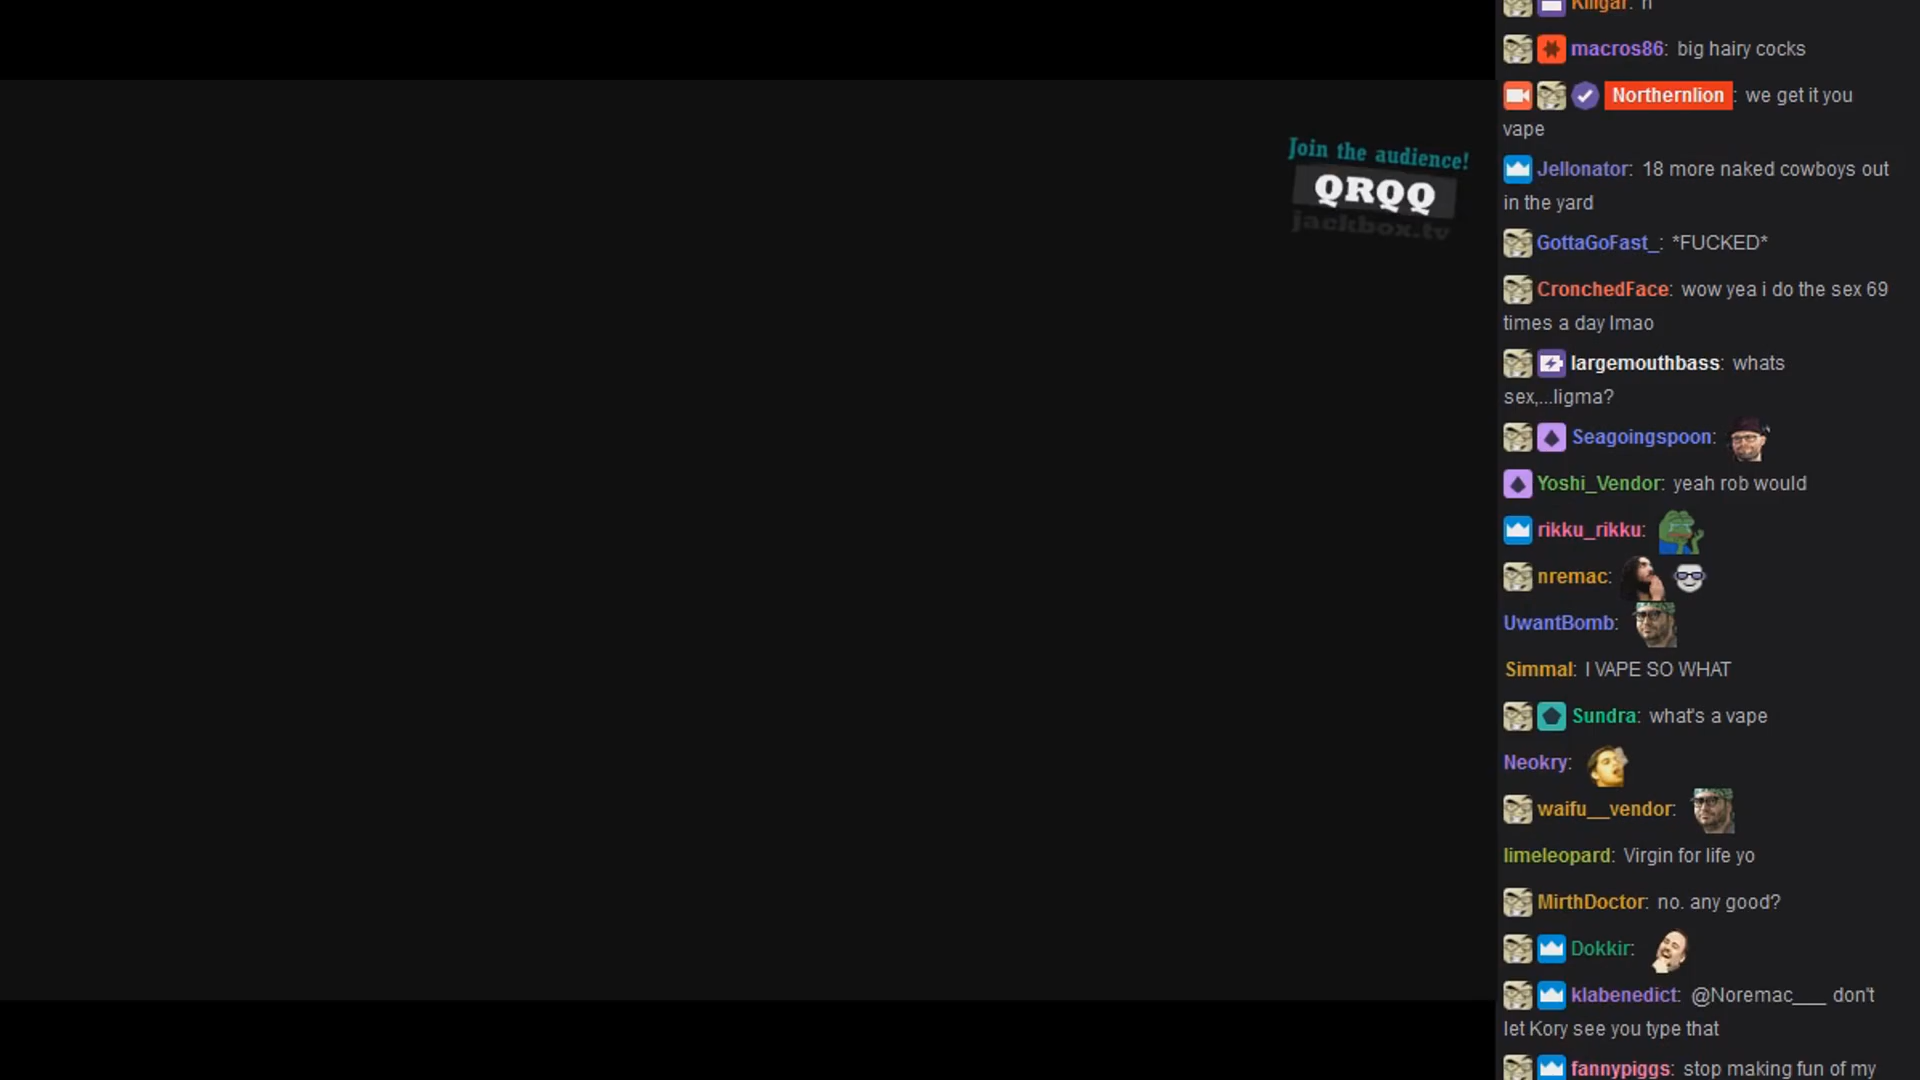 Join the audience!
QRQQ
jackbox.tv
Killgar: n
macros86: big hairy cocks
Northernlion: we get it you
vape
Jellonator: 18 more naked cowboys out
in the yard
GottaGoFast_: *FUCKED*
CronchedFace: wow yea i do the sex 69
times a day lmao
largemouthbass: whats
sex,...ligma?
Seagoingspoon:
Yoshi_Vendor: yeah rob would
rikku_rikku:
nremac:
UwantBomb:
Simmal: I VAPE SO WHAT
Sundra: what's a vape
Neokry:
waifu__vendor:
limeleopard: Virgin for life yo
MirthDoctor: no. any good?
Dokkir:
klabenedict: @Noremac___ don't
let Kory see you type that
fannypiggs: stop making fun of my